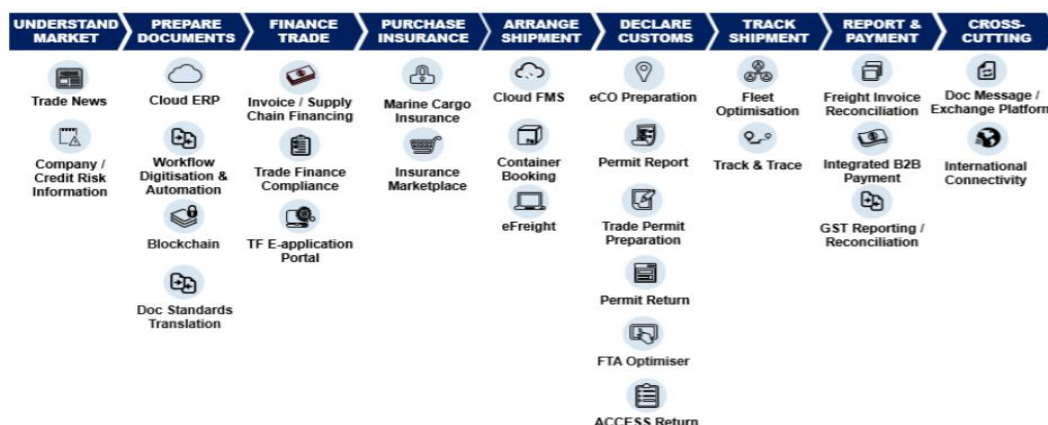 UNDERSTAND
MARKET
PREPARE
DOCUMENTS
FINANCE
TRADE
PURCHASE
INSURANCE
ARRANGE
SHIPMENT
DECLARE
CUSTOMS
TRACK
SHIPMENT
REPORT &
PAYMENT
CROSS-
CUTTING
Trade News
Company /
Credit Risk
Information
Cloud ERP
Workflow
Digitisation &
Automation
Blockchain
Doc Standards
Translation
Invoice / Supply
Chain Financing
Trade Finance
Compliance
TF E-application
Portal
Marine Cargo
Insurance
Insurance
Marketplace
Cloud FMS
Container
Booking
eFreight
eCO Preparation
Permit Report
Trade Permit
Preparation
Permit Return
FTA Optimiser
ACCESS Return
Fleet
Optimisation
Track & Trace
Freight Invoice
Reconciliation
Integrated B2B
Payment
GST Reporting /
Reconciliation
Doc Message /
Exchange Platform
International
Connectivity